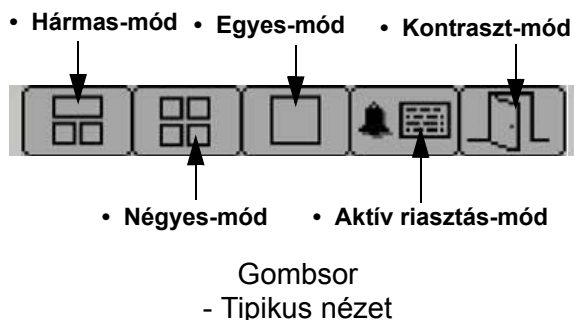 • Hármas-mód • Egyes-mód • Kontraszt-mód
• Négyes-mód • Aktív riasztás-mód
Gombsor
- Tipikus nézet